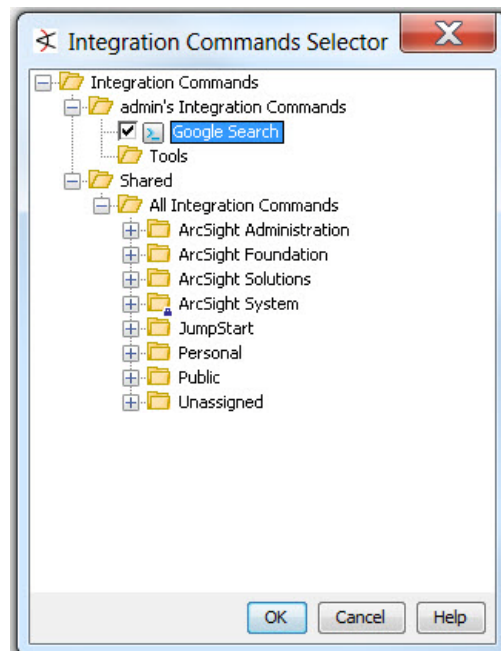 Integration Commands Selector
Integration Commands
admin's Integration Commands
Google Search
Tools
Shared
All Integration Commands
ArcSight Administration
ArcSight Foundation
ArcSight Solutions
ArcSight System
JumpStart
Personal
Public
Unassigned
OK Cancel Help